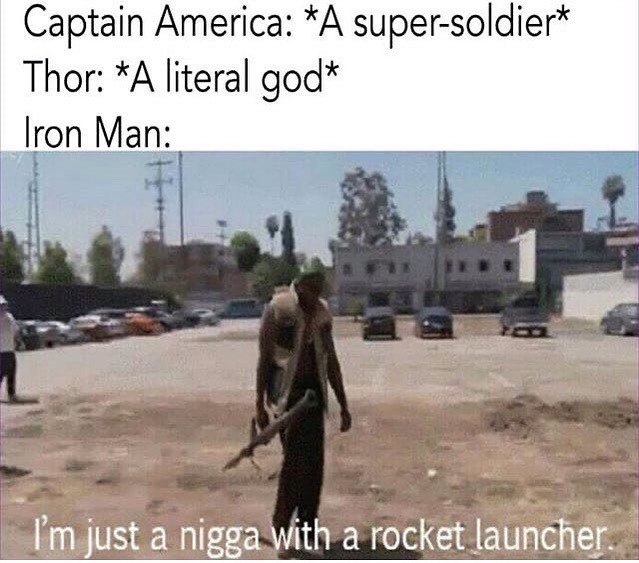 Captain America: *A super-soldier*
Thor: *A literal god*
Iron Man:
I'm just a nigga with a rocket launcher.